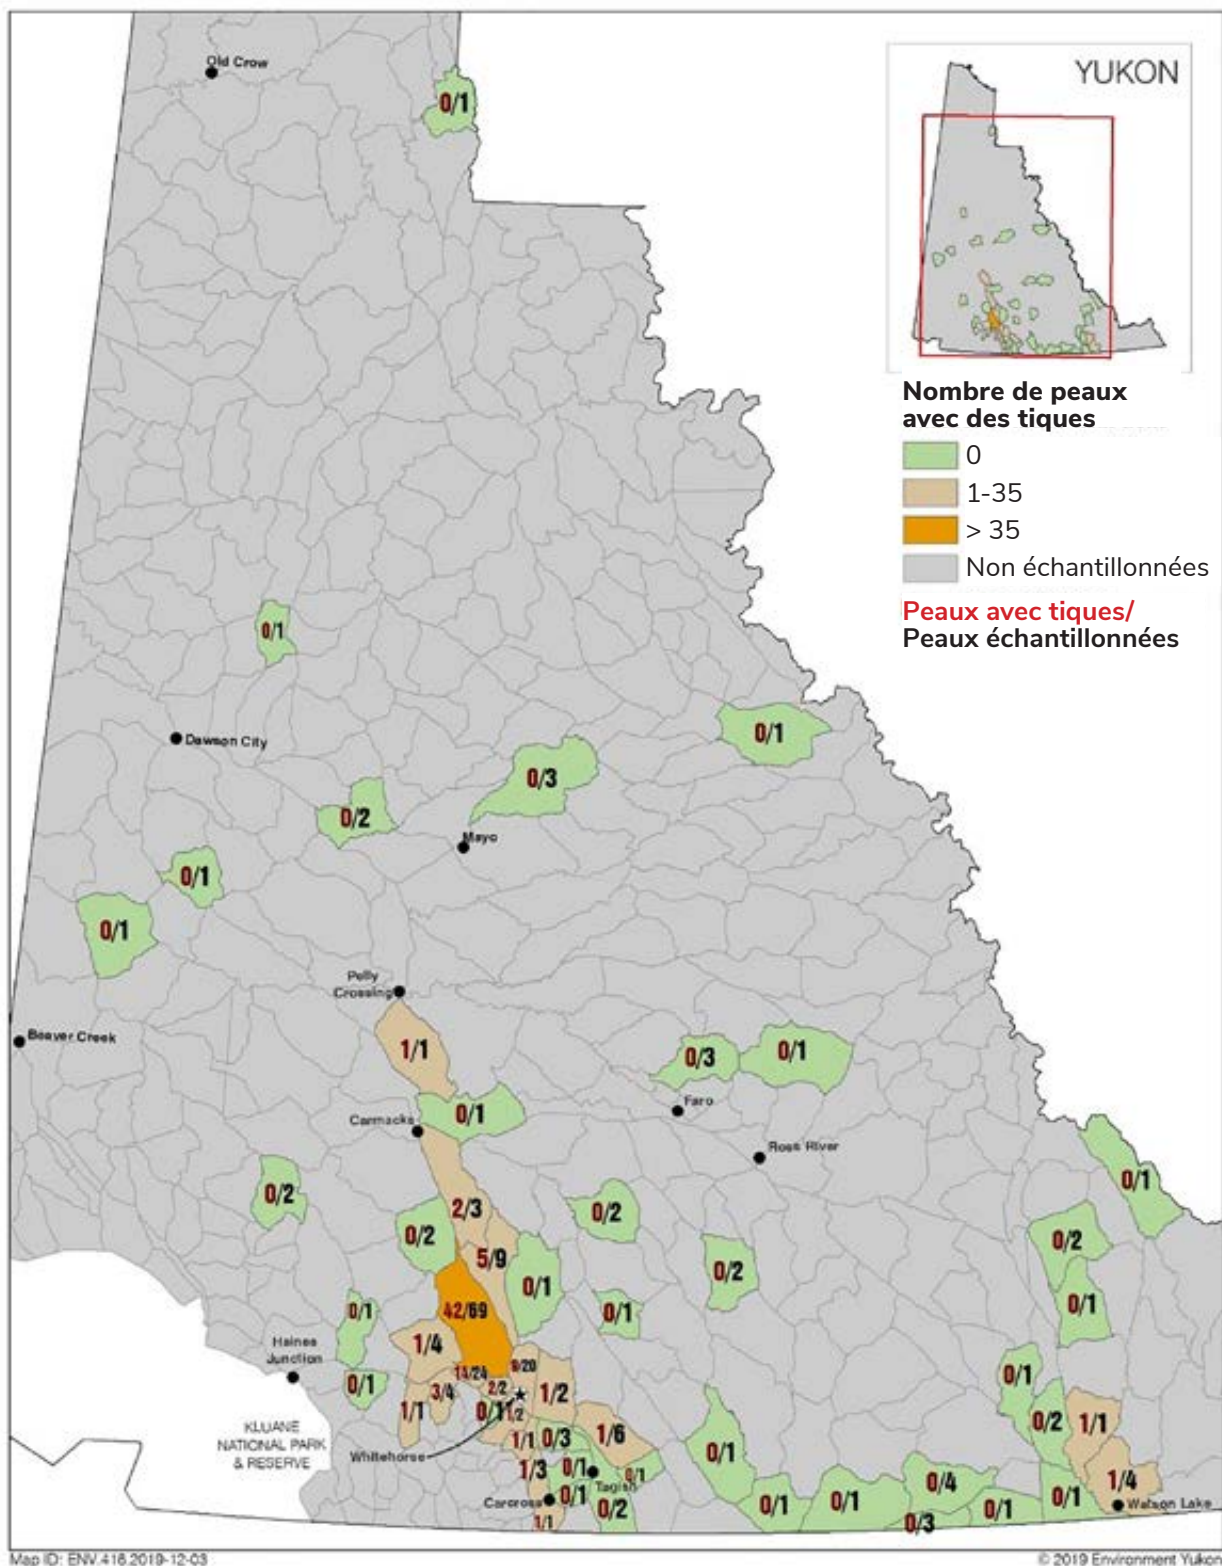 Old Crow
0/1
YUKON
Nombre de peaux
avec des tiques
0
1-35
> 35
Non échantillonnées
Peaux avec tiques/
Peaux échantillonnées
0/1
Dawson City
0/1
0/3
0/2
Mayo
0/1
0/1
Pelly
Crossing
Beaver Creek
1/1
0/3
0/1
Faro
Carmacks
0/1
Ross River
0/1
0/2
2/3
0/2
0/2
0/2
5/9
0/1
0/2
0/1
42/69
0/1
0/1
0/1
1/4
Haines
Junction
14/24
9/20
0/1
0/1
3/4
2/2
1/2
1/1
0/1
1/2
0/2
1/1
KLUANE
NATIONAL PARK
& RESERVE
1/1
0/3
1/6
0/1
Whitehorse
1/3
0/1
0/1
Tagish
0/4
1/4
Carcross
0/1
0/2
0/1
0/1
0/1
0/1
Watson Lake
1/1
0/3
Map ID: ENV.416.2019-12-03
© 2019 Environment Yukon